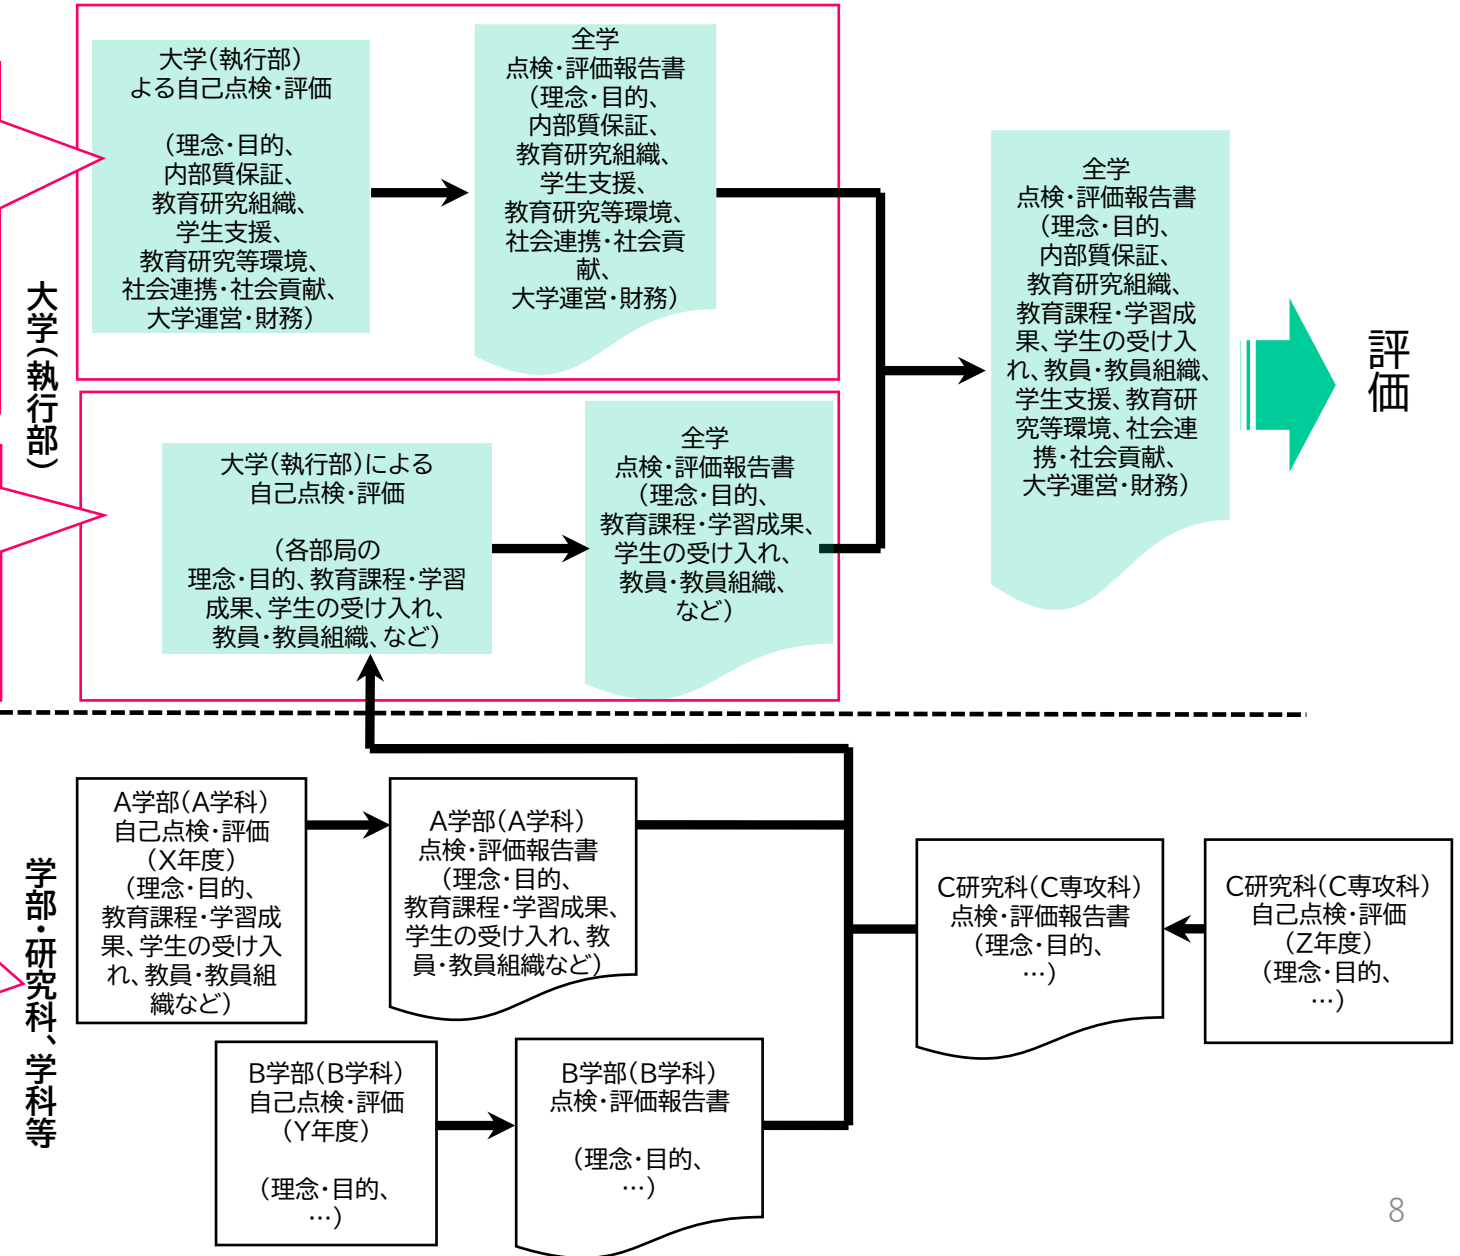 大学(執行部)
よる自己点検・評価
(理念・目的、
内部質保証、
教育研究組織、
学生支援、
教育研究等環境、
社会連携・社会貢献、
大学運営・財務)
全学
点検・評価報告書
(理念・目的、
内部質保証、
教育研究組織、
学生支援、
教育研究等環境、
社会連携・社会貢
献、
大学運営・財務)
大学(執行部)
大学(執行部)による
自己点検・評価
(各部局の
理念・目的、教育課程・学習
成果、学生の受け入れ、
教員・教員組織、など)
全学
点検・評価報告書
(理念・目的、
教育課程・学習成果、
学生の受け入れ、
教員・教員組織、
など)
全学
点検・評価報告書
(理念・目的、
内部質保証、
教育研究組織、
教育課程・学習成
果、学生の受け入
れ、教員・教員組織、
学生支援、教育研
究等環境、社会連
携・社会貢献、
大学運営・財務)
評価
学部・研究科、学科等
A学部(A学科)
自己点検・評価
(X年度)
(理念・目的、
教育課程・学習成
果、学生の受け入
れ、教員・教員組
織など)
A学部(A学科)
点検・評価報告書
(理念・目的、
教育課程・学習成果、
学生の受け入れ、教
員・教員組織など)
B学部(B学科)
自己点検・評価
(Y年度)
(理念・目的、
…)
B学部(B学科)
点検・評価報告書
(理念・目的、
…)
C研究科(C専攻科)
点検・評価報告書
(理念・目的、
…)
C研究科(C専攻科)
自己点検・評価
(Z年度)
(理念・目的、
…)
8